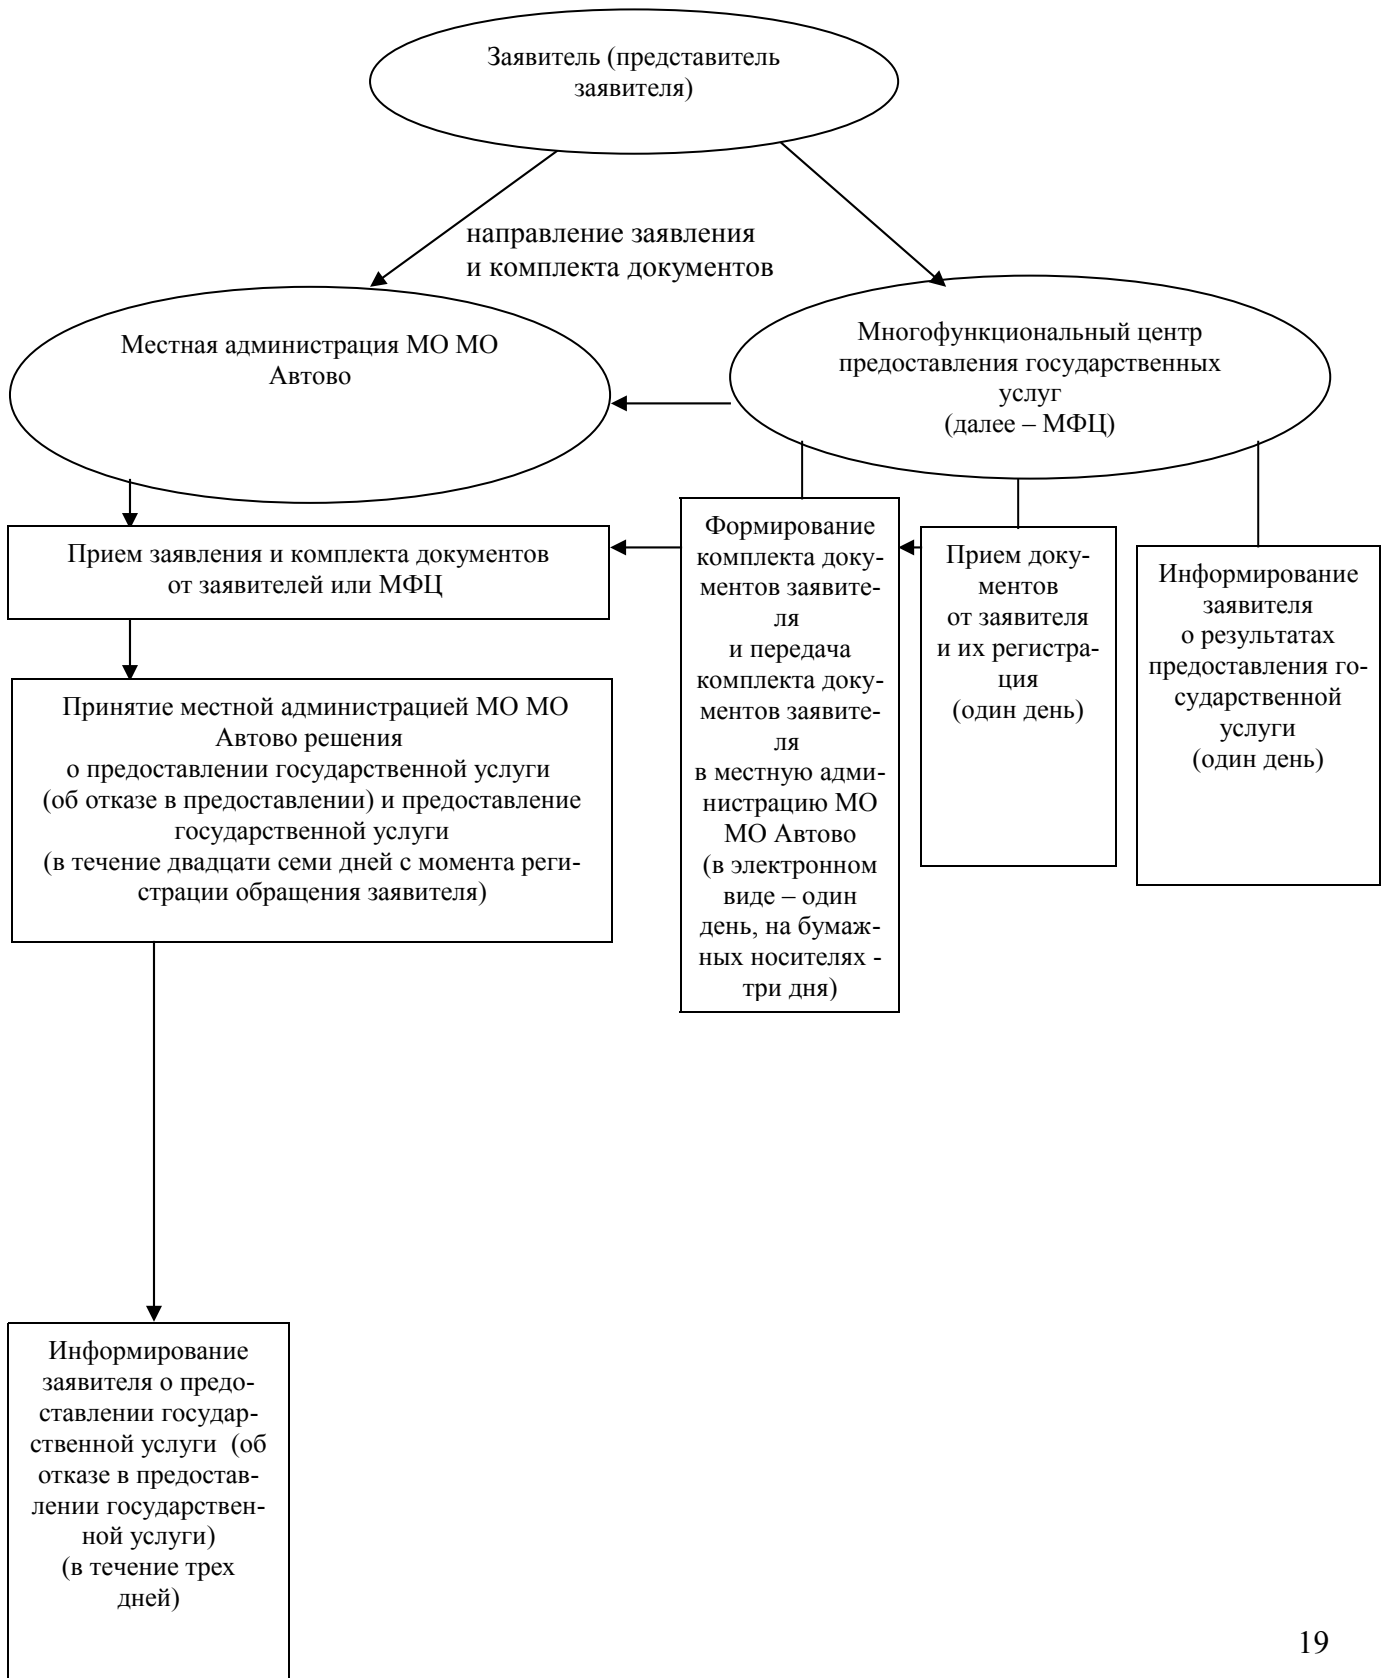 Заявитель (представитель
заявителя)
направление заявления
и комплекта документов
Местная администрация МО МО
Автово
Многофункциональный центр
предоставления государственных
услуг
(далее – МФЦ)
Прием заявления и комплекта документов
от заявителей или МФЦ
Формирование
комплекта доку-
ментов заявите-
ля
и передача
комплекта доку-
ментов заявите-
ля
в местную адми-
нистрацию МО
МО Автово
(в электронном
виде – один
день, на бумаж-
ных носителях -
три дня)
Прием доку-
ментов
от заявителя
и их регистра-
ция
(один день)
Информирование
заявителя
о результатах
предоставления го-
сударственной
услуги
(один день)
Принятие местной администрацией МО МО
Автово решения
о предоставлении государственной услуги
(об отказе в предоставлении) и предоставление
государственной услуги
(в течение двадцати семи дней с момента реги-
страции обращения заявителя)
Информирование
заявителя о предо-
ставлении государ-
ственной услуги (об
отказе в предостав-
лении государствен-
ной услуги)
(в течение трех
дней)
19